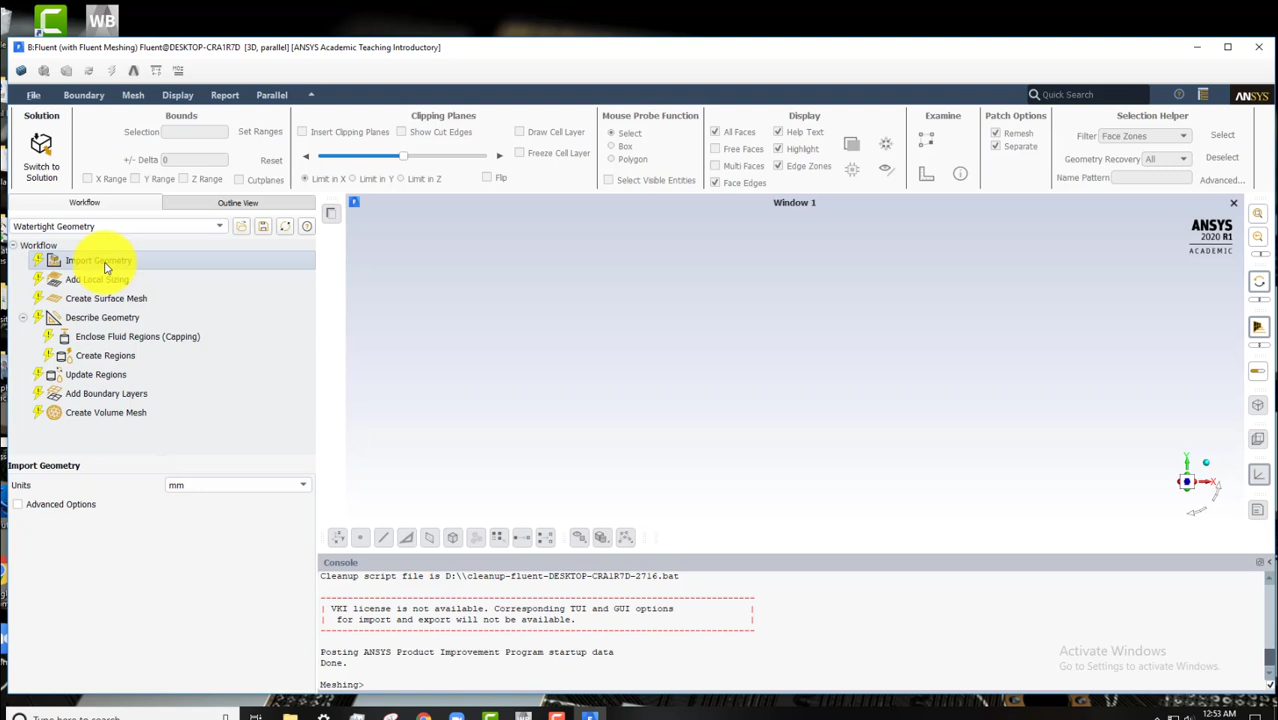 WB
B:Fluent (with Fluent Meshing) Fluent@DESKTOP-CRA1R7D [3D, parallel] [ANSYS Academic Teaching Introductory]
File Boundary Mesh Display Report Parallel Quick Search ANSYS
Solution Bounds Clipping Planes Mouse Probe Function Display Examine Patch Options Selection Helper
Switch to
Solution
Selection Set Ranges
+/- Delta 0 Reset
X Range Y Range Z Range Cutplanes
Insert Clipping Planes Show Cut Edges Draw Cell Layer
Freeze Cell Layer
Limit in X Limit in Y Limit in Z Flip
Select
Box
Polygon
Select Visible Entities
All Faces Help Text
Free Faces Highlight
Multi Faces Edge Zones
Face Edges
Remesh
Separate
Filter Face Zones Select
Geometry Recovery All Deselect
Name Pattern Advanced...
Workflow Outline View
Watertight Geometry
Workflow
Import Geometry
Add Local Sizing
Create Surface Mesh
Describe Geometry
Enclose Fluid Regions (Capping)
Create Regions
Update Regions
Add Boundary Layers
Create Volume Mesh
Import Geometry
Units mm
Advanced Options
Window 1
ANSYS
2020 R1
ACADEMIC
Y
X
Console
Cleanup script file is D:\\cleanup-fluent-DESKTOP-CRA1R7D-2716.bat
VKI license is not available. Corresponding TUI and GUI options
for import and export will not be available.
Posting ANSYS Product Improvement Program startup data
Done.
Meshing>
Activate Windows
Go to Settings to activate Windows.
Type here to search
12:53 AM